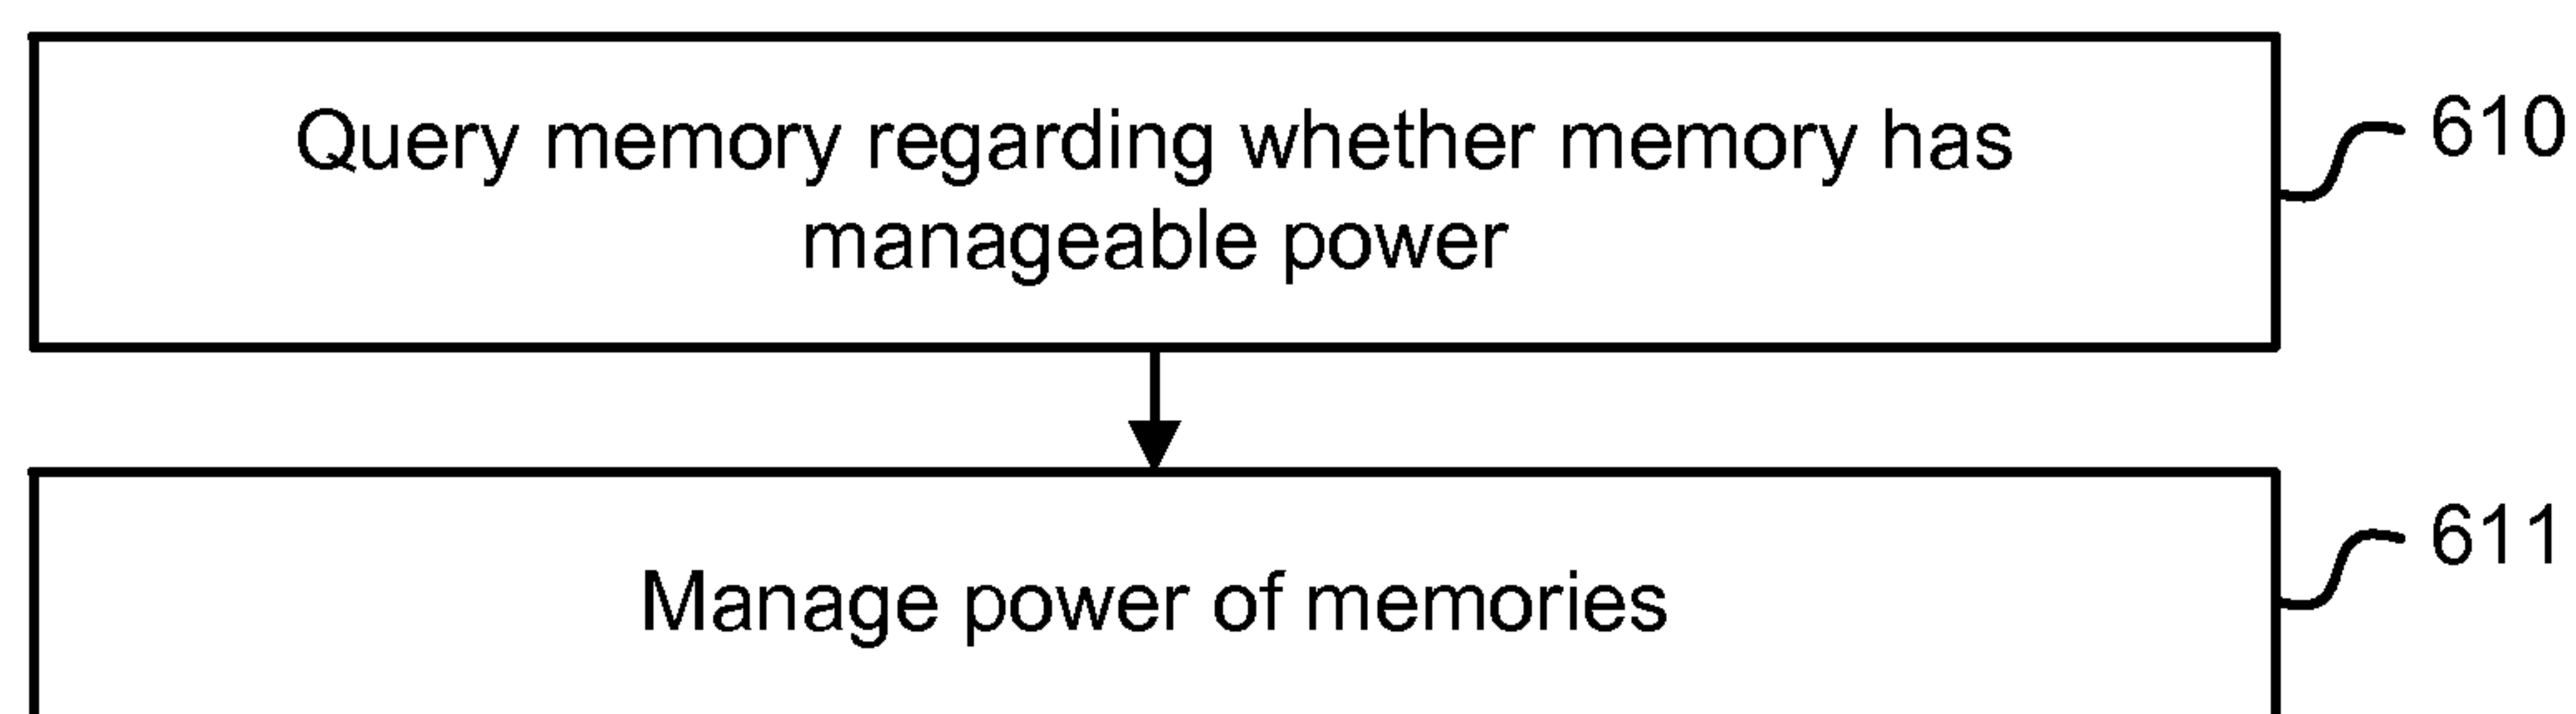 Query memory regarding whether memory has
manageable power
610
Manage power of memories
611